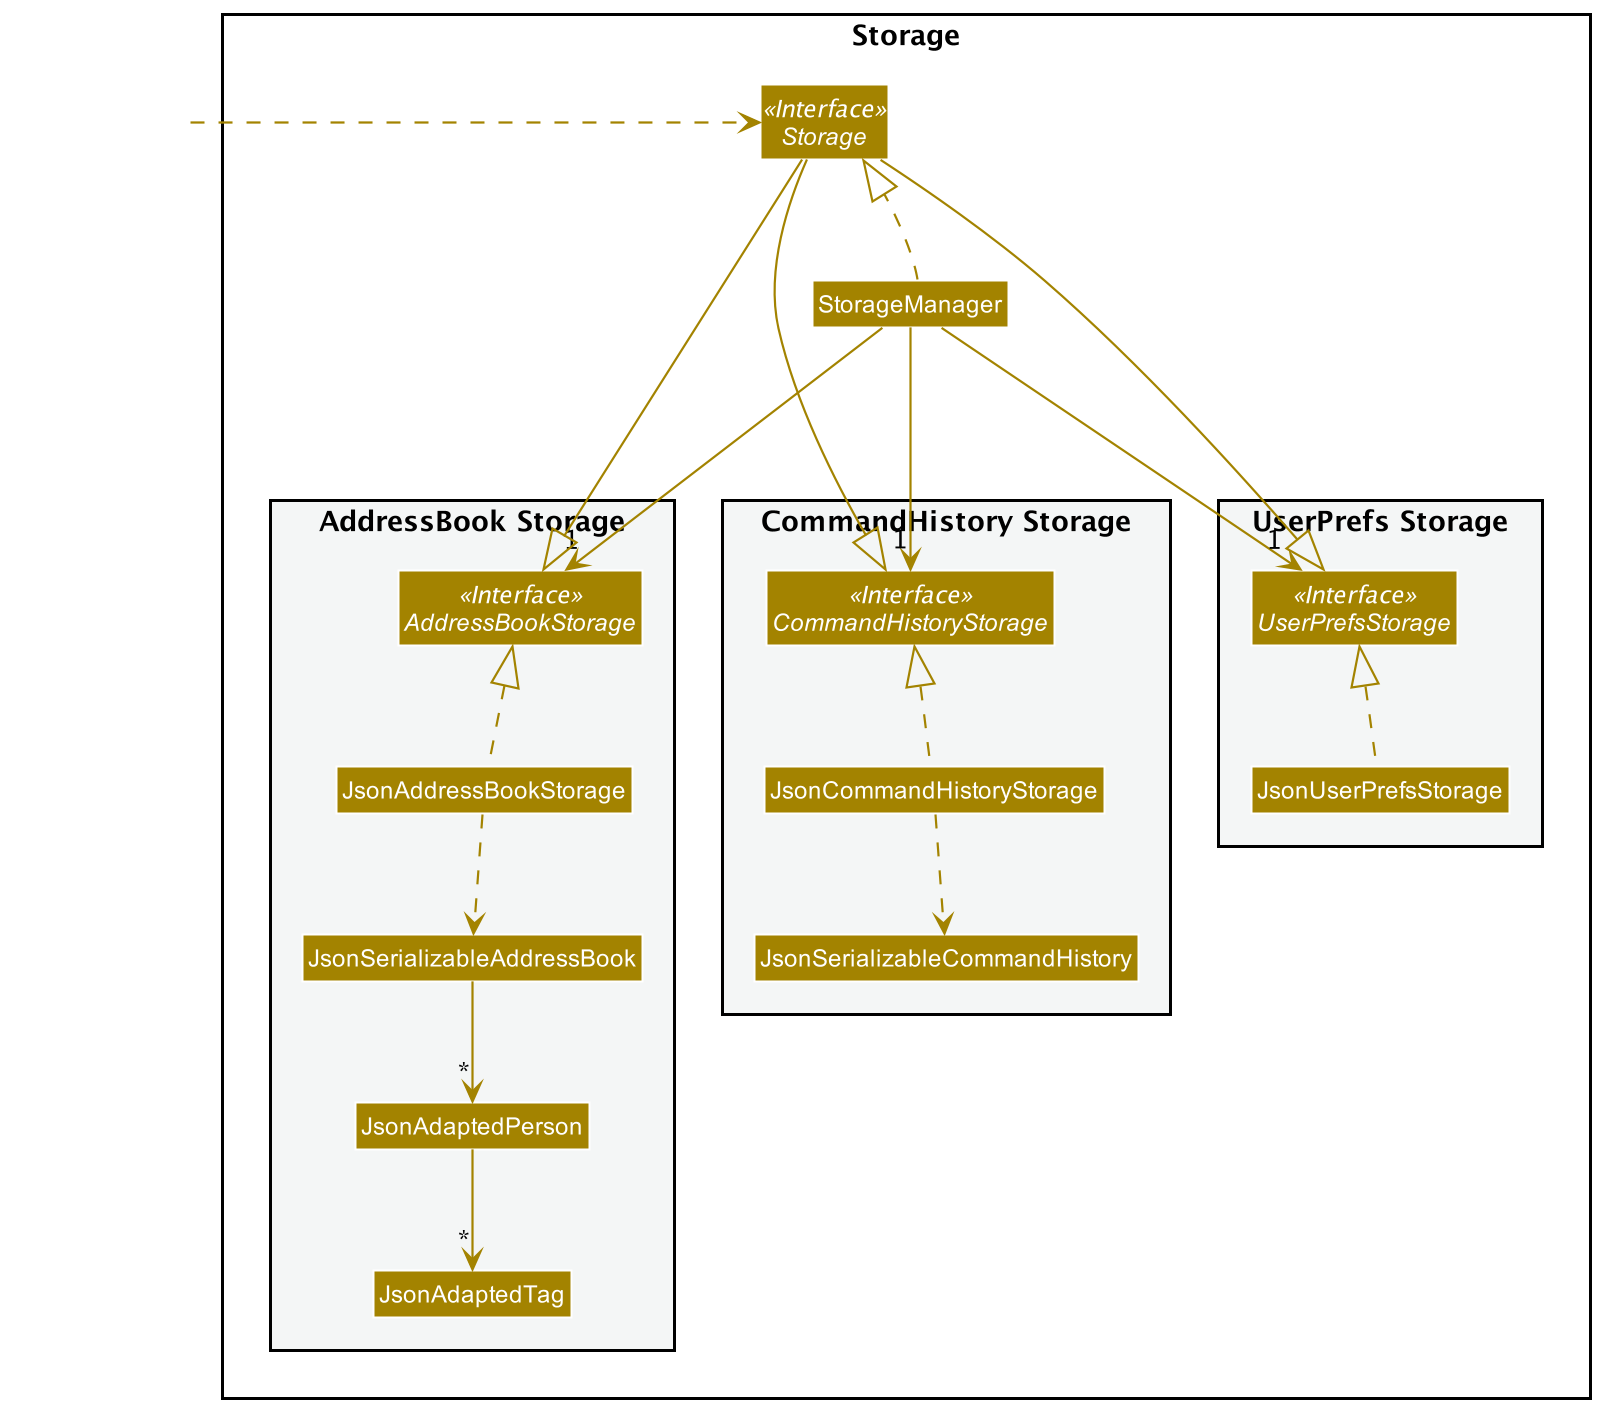 Storage
«Interface»
Storage
StorageManager
AddressBook Storage
1
«Interface»
AddressBookStorage
JsonAddressBookStorage
JsonSerializableAddressBook
*
JsonAdaptedPerson
*
JsonAdaptedTag
CommandHistory Storage
1
«Interface»
CommandHistoryStorage
JsonCommandHistoryStorage
JsonSerializableCommandHistory
UserPrefs Storage
1
«Interface»
UserPrefsStorage
JsonUserPrefsStorage